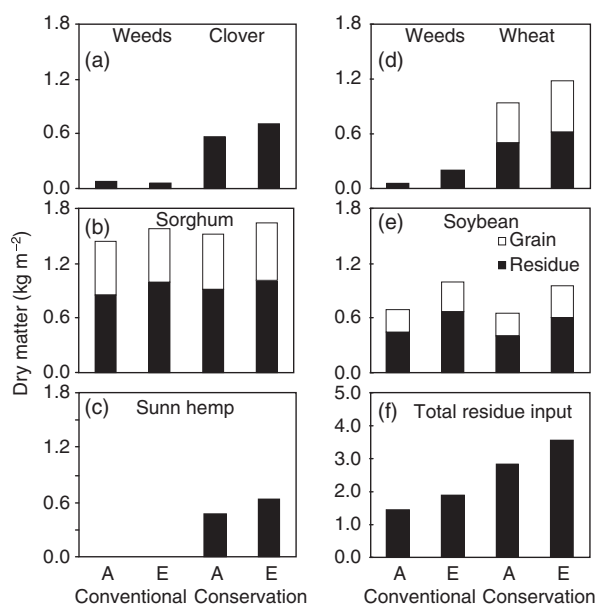 Dry matter (kg m⁻²)
(a)
Weeds Clover
1.8
1.2
0.6
0.0
(b)
Sorghum
1.8
1.2
0.6
0.0
(c)
Sunn hemp
1.8
1.2
0.6
0.0
A E A E
Conventional Conservation
(d)
Weeds Wheat
1.8
1.2
0.6
0.0
(e)
Soybean
Grain
Residue
1.8
1.2
0.6
0.0
(f)
Total residue input
5.0
4.0
3.0
2.0
1.0
0.0
A E A E
Conventional Conservation